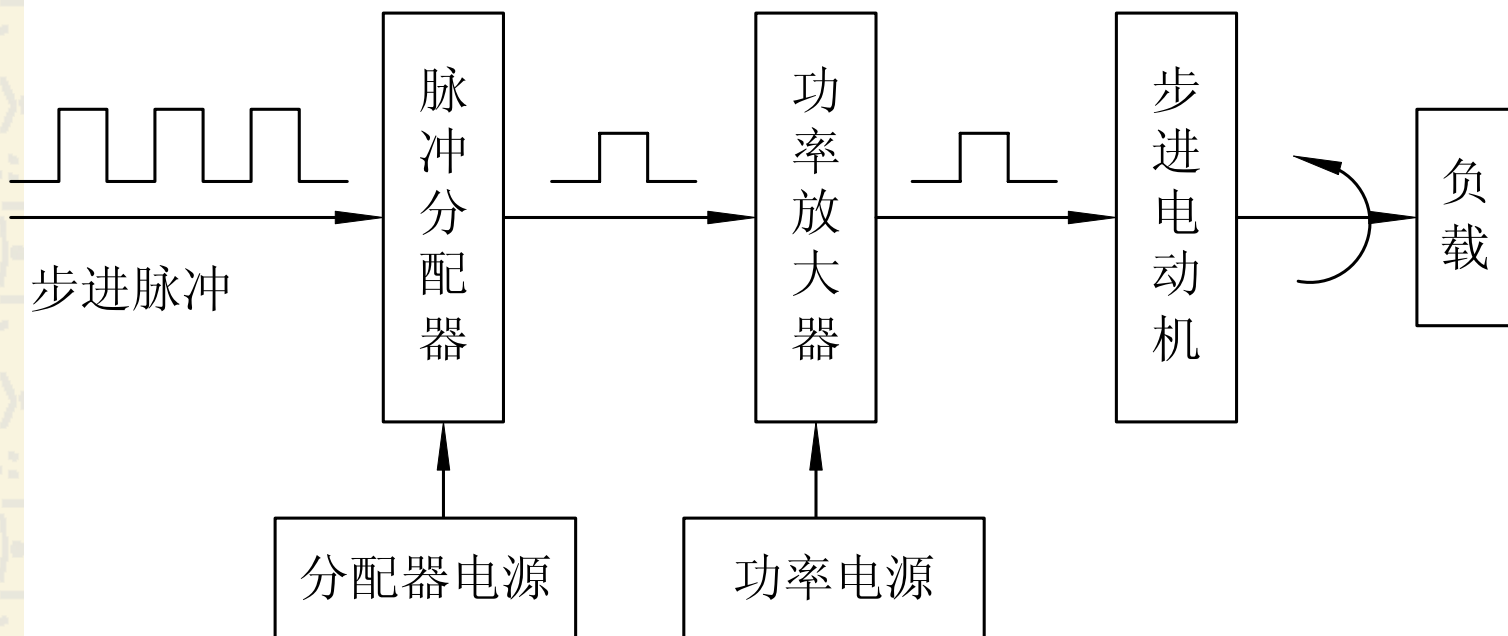 步进脉冲
脉冲分配器
功率放大器
步进电动机
负载
分配器电源
功率电源